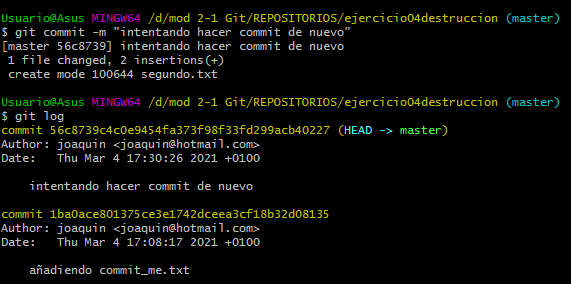 Usuario@Asus MINGW64 /d/mod 2-1 Git/REPOSITORIOS/ejercicio04destruccion (master)
$ git commit -m "intentando hacer commit de nuevo"
[master 56c8739] intentando hacer commit de nuevo
 1 file changed, 2 insertions(+)
 create mode 100644 segundo.txt
Usuario@Asus MINGW64 /d/mod 2-1 Git/REPOSITORIOS/ejercicio04destruccion (master)
$ git log
commit 56c8739c4c0e9454fa373f98f33fd299acb40227 (HEAD -> master)
Author: joaquin <joaquin@hotmail.com>
Date:   Thu Mar 4 17:30:26 2021 +0100
    intentando hacer commit de nuevo
commit 1ba0ace801375ce3e1742dceea3cf18b32d08135
Author: joaquin <joaquin@hotmail.com>
Date:   Thu Mar 4 17:08:17 2021 +0100
    añadiendo commit_me.txt